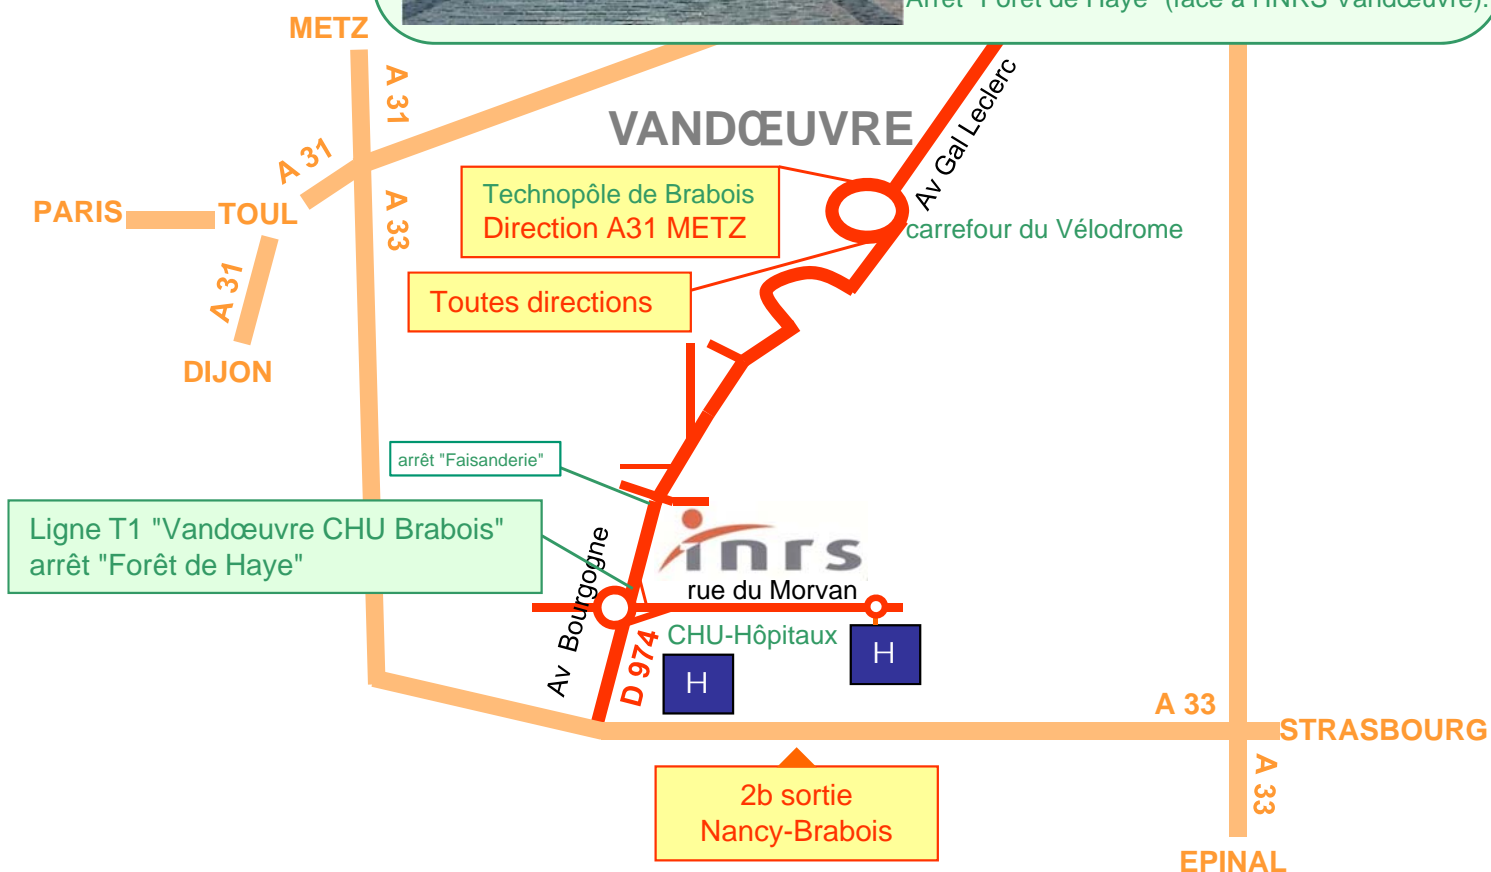 Arrêt "Forêt de Haye" (face à l'INRS Vandœuvre).
METZ
A 31
VANDŒUVRE
Av Gal Leclerc
A 31
Technopôle de Brabois
Direction A31 METZ
PARIS
TOUL
A 33
carrefour du Vélodrome
A 31
Toutes directions
DIJON
arrêt "Faisanderie"
Ligne T1 "Vandœuvre CHU Brabois"
arrêt "Forêt de Haye"
inrs
Av Bourgogne
rue du Morvan
CHU-Hôpitaux
H
H
D 974
A 33
STRASBOURG
A 33
2b sortie
Nancy-Brabois
EPINAL